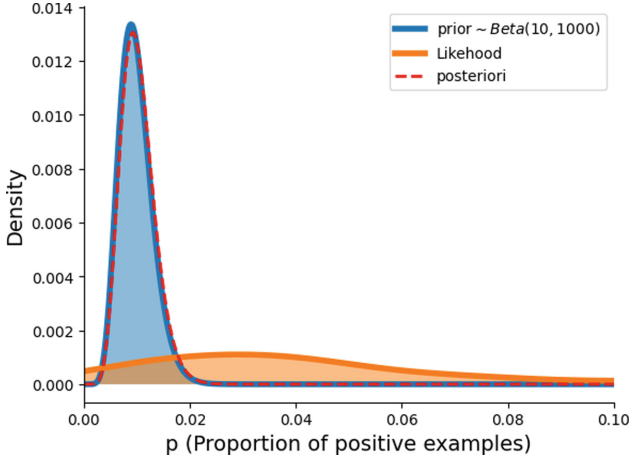 0.014
0.012
0.010
0.008
0.006
0.004
0.002
0.000
Density
prior ~ Beta(10, 1000)
Likehood
posteriori
0.00 0.02 0.04 0.06 0.08 0.10
p (Proportion of positive examples)